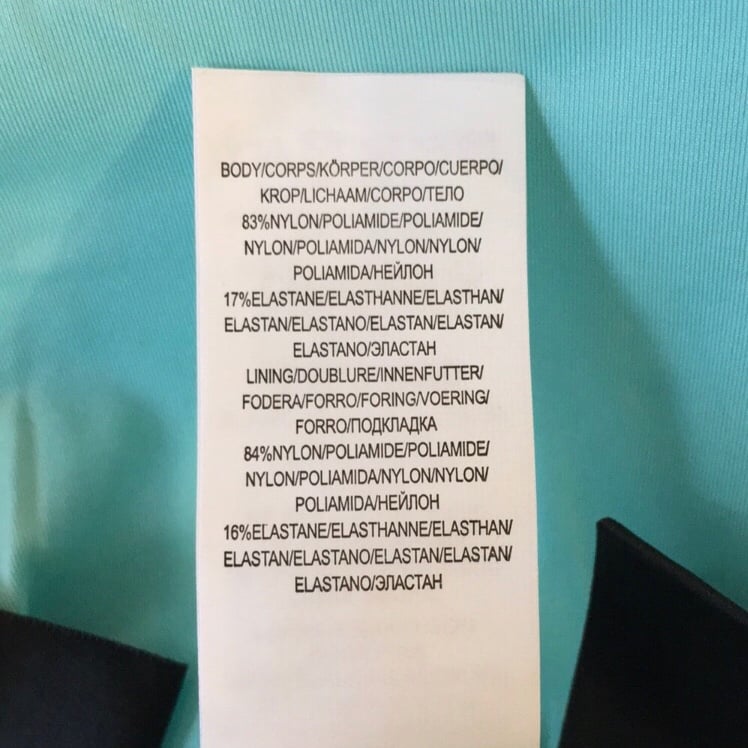 BODY/CORPS/KÖRPER/CORPO/CUERPO/
KROP/LICHAAM/CORPO/ТЕЛО
83%NYLON/POLIAMIDE/POLIAMIDE/
NYLON/POLIAMIDA/NYLON/NYLON/
POLIAMIDA/НЕЙЛОН
17%ELASTANE/ELASTHANNE/ELASTHAN/
ELASTAN/ELASTANO/ELASTAN/ELASTAN/
ELASTANO/ЭЛАСТАН
LINING/DOUBLURE/INNENFUTTER/
FODERA/FORRO/FORING/VOERING/
FORRO/ПОДКЛАДКА
84%NYLON/POLIAMIDE/POLIAMIDE/
NYLON/POLIAMIDA/NYLON/NYLON/
POLIAMIDA/НЕЙЛОН
16%ELASTANE/ELASTHANNE/ELASTHAN/
ELASTAN/ELASTANO/ELASTAN/ELASTAN/
ELASTANO/ЭЛАСТАН